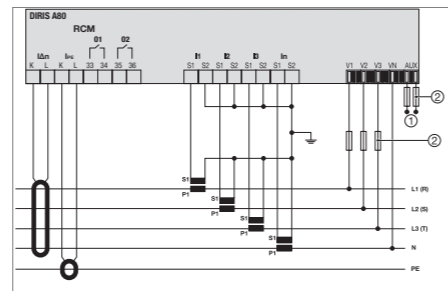 DIRIS A80
RCM
O1 O2
IΔn IPE I1 I2 I3 In
K L K L 33 34 35 36 S1 S2 S1 S2 S1 S2 S1 S2 V1 V2 V3 VN AUX
②
①
②
S1
P1 L1 (R)
S1
P1 L2 (S)
S1
P1 L3 (T)
S1
P1 N
PE